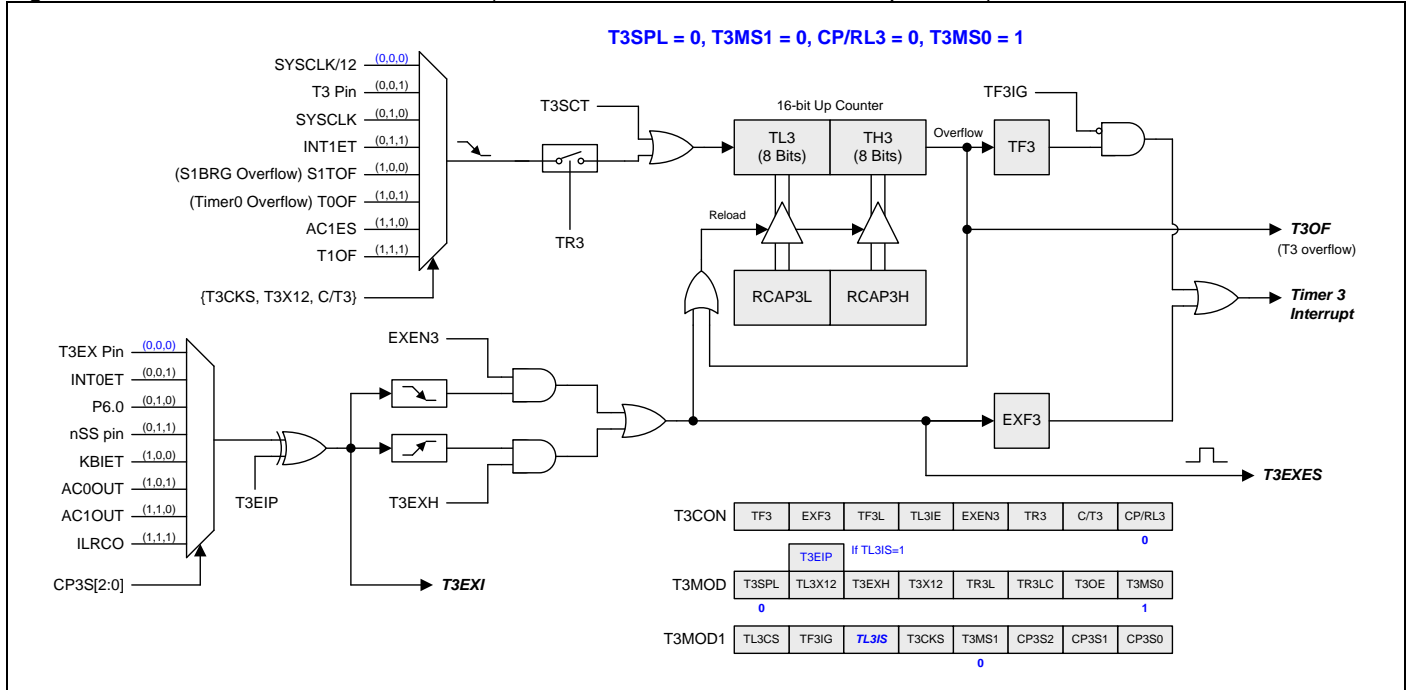 T3SPL = 0, T3MS1 = 0, CP/RL3 = 0, T3MS0 = 1
SYSCLK/12 (0,0,0)
T3 Pin (0,0,1)
SYSCLK (0,1,0)
INT1ET (0,1,1)
(S1BRG Overflow) S1TOF (1,0,0)
(Timer0 Overflow) T0OF (1,0,1)
AC1ES (1,1,0)
T1OF (1,1,1)
{T3CKS, T3X12, C/T3}
TR3
T3SCT
16-bit Up Counter
TL3
(8 Bits)
TH3
(8 Bits)
Overflow
TF3IG
TF3
Reload
RCAP3L
RCAP3H
T3OF
(T3 overflow)
Timer 3
Interrupt
T3EX Pin (0,0,0)
INT0ET (0,0,1)
P6.0 (0,1,0)
nSS pin (0,1,1)
KBIET (1,0,0)
AC0OUT (1,0,1)
AC1OUT (1,1,0)
ILRCO (1,1,1)
CP3S[2:0]
T3EIP
EXEN3
T3EXH
T3EXI
EXF3
T3EXES
T3CON TF3 EXF3 TF3L TL3IE EXEN3 TR3 C/T3 CP/RL3
0
T3EIP If TL3IS=1
T3MOD T3SPL TL3X12 T3EXH T3X12 TR3L TR3LC T3OE T3MS0
0 1
T3MOD1 TL3CS TF3IG TL3IS T3CKS T3MS1 CP3S2 CP3S1 CP3S0
0